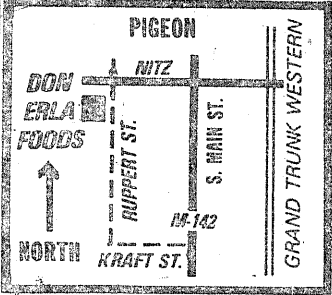 PIGEON
NITZ
DON
ERLA
FOODS
RUPPERT ST.
S. MAIN ST.
GRAND TRUNK WESTERN
M-142
NORTH
KRAFT ST.